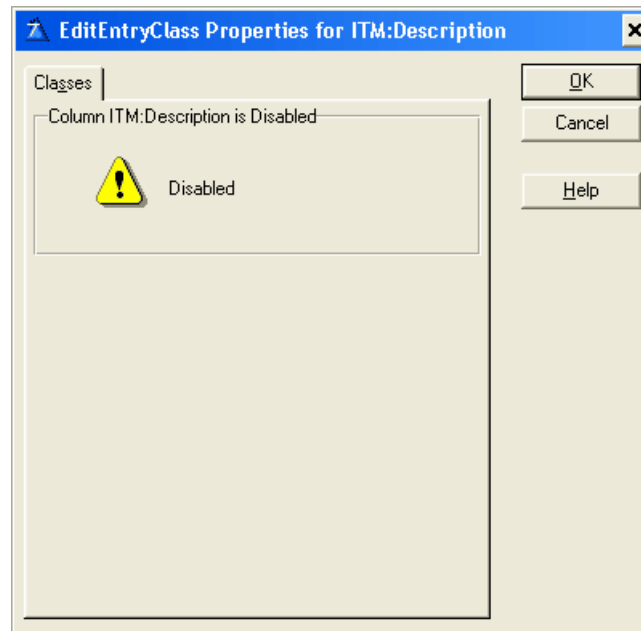 EditEntryClass Properties for ITM:Description
Classes
Column ITM:Description is Disabled
Disabled
OK
Cancel
Help